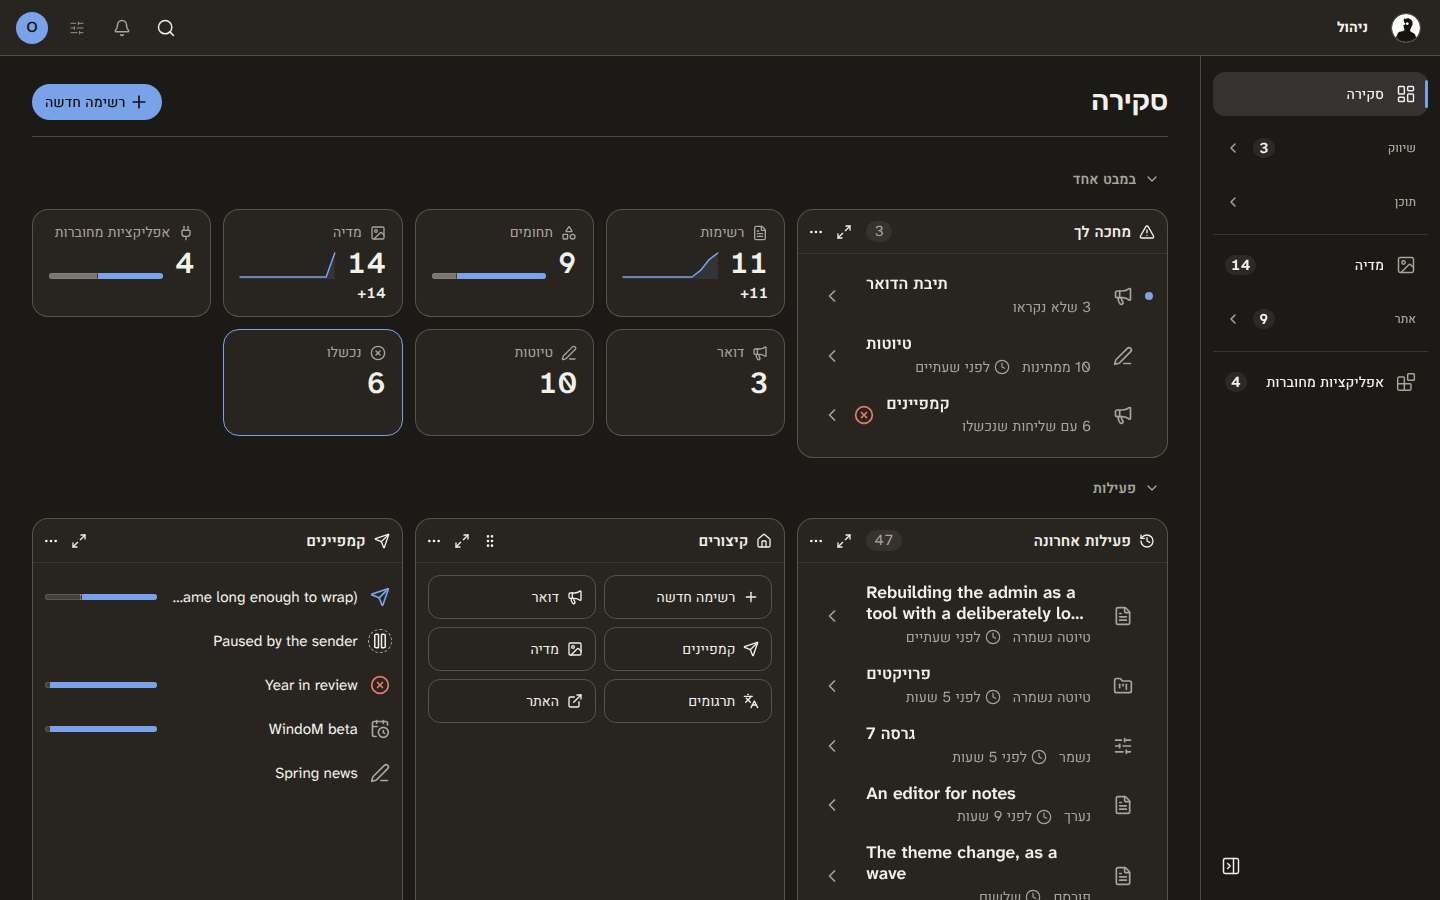 ניהול
O
סקירה
שיווק
3
תוכן
מדיה
14
אתר
9
אפליקציות מחוברות
4
סקירה
רשימה חדשה
במבט אחד
מחכה לך
3
תיבת הדואר
3 שלא נקראו
טיוטות
10 ממתינות לפני שעתיים
קמפיינים
6 עם שליחות שנכשלו
רשימות
11
+11
תחומים
9
מדיה
14
+14
אפליקציות מחוברות
4
דואר
3
טיוטות
10
נכשלו
6
פעילות
פעילות אחרונה
47
Rebuilding the admin as a
tool with a deliberately lo...
טיוטה נשמרה לפני שעתיים
פרויקטים
טיוטה נשמרה לפני 5 שעות
גרסה 7
נשמר לפני 5 שעות
An editor for notes
נערך לפני 9 שעות
The theme change, as a
wave
פורסם שלשום
קיצורים
רשימה חדשה
דואר
קמפיינים
מדיה
תרגומים
האתר
קמפיינים
...ame long enough to wrap)
Paused by the sender
Year in review
WindoM beta
Spring news